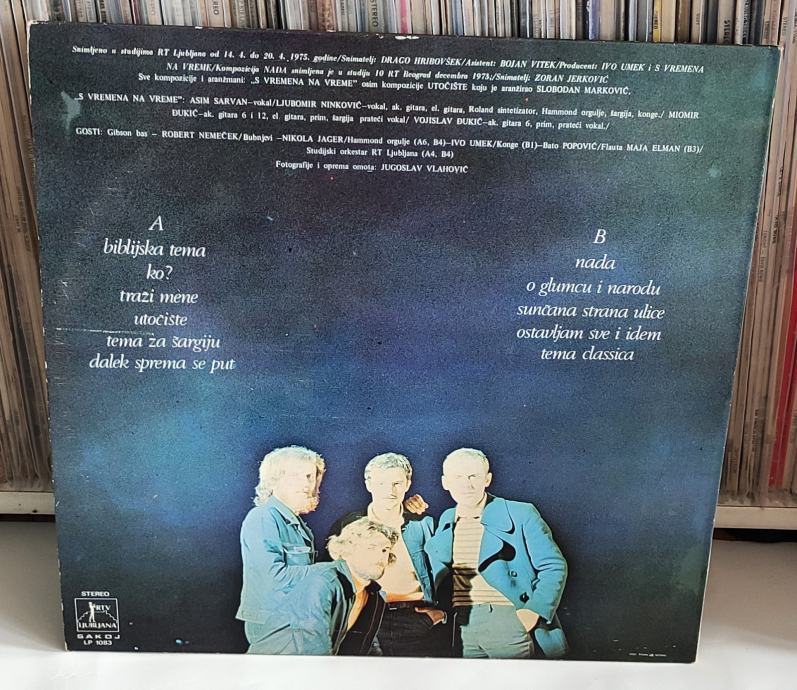 Snimljeno u studijima RT Ljubljana od 14. 4. do 20. 4. 1975. godine/Snimatelj: DRAGO HRIBOVŠEK/Asistent: BOJAN VITEK/Producent: IVO UMEK i S VREMENA
NA VREME/Kompozicija NADA snimljena je u studiju 10 RT Beograd decembra 1973./Snimatelj: ZORAN JERKOVIĆ
Sve kompozicije i aranžmani: „S VREMENA NA VREME" osim kompozicije UTOČIŠTE koju je aranžirao SLOBODAN MARKOVIĆ.
„S VREMENA NA VREME": ASIM SARVAN-vokal/LJUBOMIR NINKOVIĆ-vokal, ak. gitara, el. gitara, Roland sintetizator, Hammond orgulje, šargija, konge./ MIOMIR
ĐUKIĆ-ak. gitara 6 i 12, el. gitara, prim, šargija prateći vokal/ VOJISLAV ĐUKIĆ-ak. gitara 6, prim, prateći vokal./
GOSTI: Gibson bas - ROBERT NEMEČEK/Bubnjevi -NIKOLA JAGER/Hammond orgulje (A6, B4)-IVO UMEK/Konge (B1)-Bato POPOVIĆ/Flauta MAJA ELMAN (B3)/
Studijski orkestar RT Ljubljana (A4, B4)
Fotografije i oprema omota: JUGOSLAV VLAHOVIĆ
A
biblijska tema
ko?
traži mene
utočište
tema za šargiju
dalek sprema se put
B
nada
o glumcu i narodu
sunčana strana ulice
ostavljam sve i idem
tema classica
STEREO
RTV
LJUBLJANA
SAKOJ
LP 1083